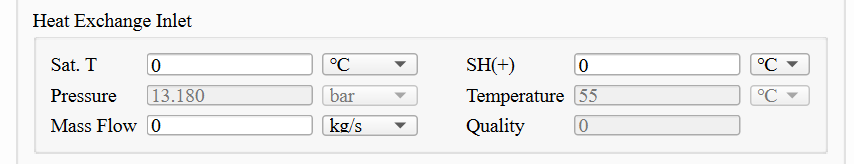 Heat Exchange Inlet
Sat. T 0 °C SH(+) 0 °C
Pressure 13.180 bar Temperature 55 °C
Mass Flow 0 kg/s Quality 0